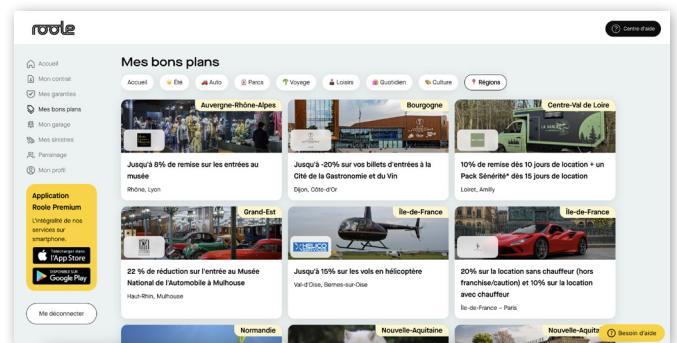 roole
Centre d'aide
Accueil
Mon contrat
Mes garanties
Mes bons plans
Mon garage
Mes sinistres
Parrainage
Mon profil
Application
Roole Premium
L'intégralité de nos
services sur
smartphone.
Télécharger dans
l'App Store
DISPONIBLE SUR
Google Play
Me déconnecter
Mes bons plans
Accueil
Été
Auto
Parcs
Voyage
Loisirs
Quotidien
Culture
Régions
Auvergne-Rhône-Alpes
Jusqu'à 8% de remise sur les entrées au
musée
Rhône, Lyon
Bourgogne
Jusqu'à -20% sur vos billets d'entrées à la
Cité de la Gastronomie et du Vin
Dijon, Côte-d'Or
Centre-Val de Loire
10% de remise dès 10 jours de location + un
Pack Sénérité* dès 15 jours de location
Loiret, Amilly
Grand-Est
22 % de réduction sur l'entrée au Musée
National de l'Automobile à Mulhouse
Haut-Rhin, Mulhouse
Île-de-France
HELICO
Jusqu'à 15% sur les vols en hélicoptère
Val-d'Oise, Bernes-sur-Oise
Île-de-France
20% sur la location sans chauffeur (hors
franchise/caution) et 10% sur la location
avec chauffeur
Île-de-France – Paris
Normandie
Nouvelle-Aquitaine
Nouvelle-Aquita
Besoin d'aide